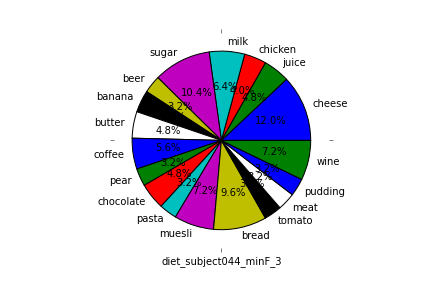 milk
chicken
sugar
juice
beer
6.4%
4.0%
10.4%
4.8%
banana
3.2%
cheese
12.0%
butter
4.8%
coffee
5.6%
7.2%
wine
3.2%
pear
4.8%
3.2%
pudding
chocolate
3.2%
7.2%
9.6%
meat
pasta
tomato
muesli
bread
diet_subject044_minF_3